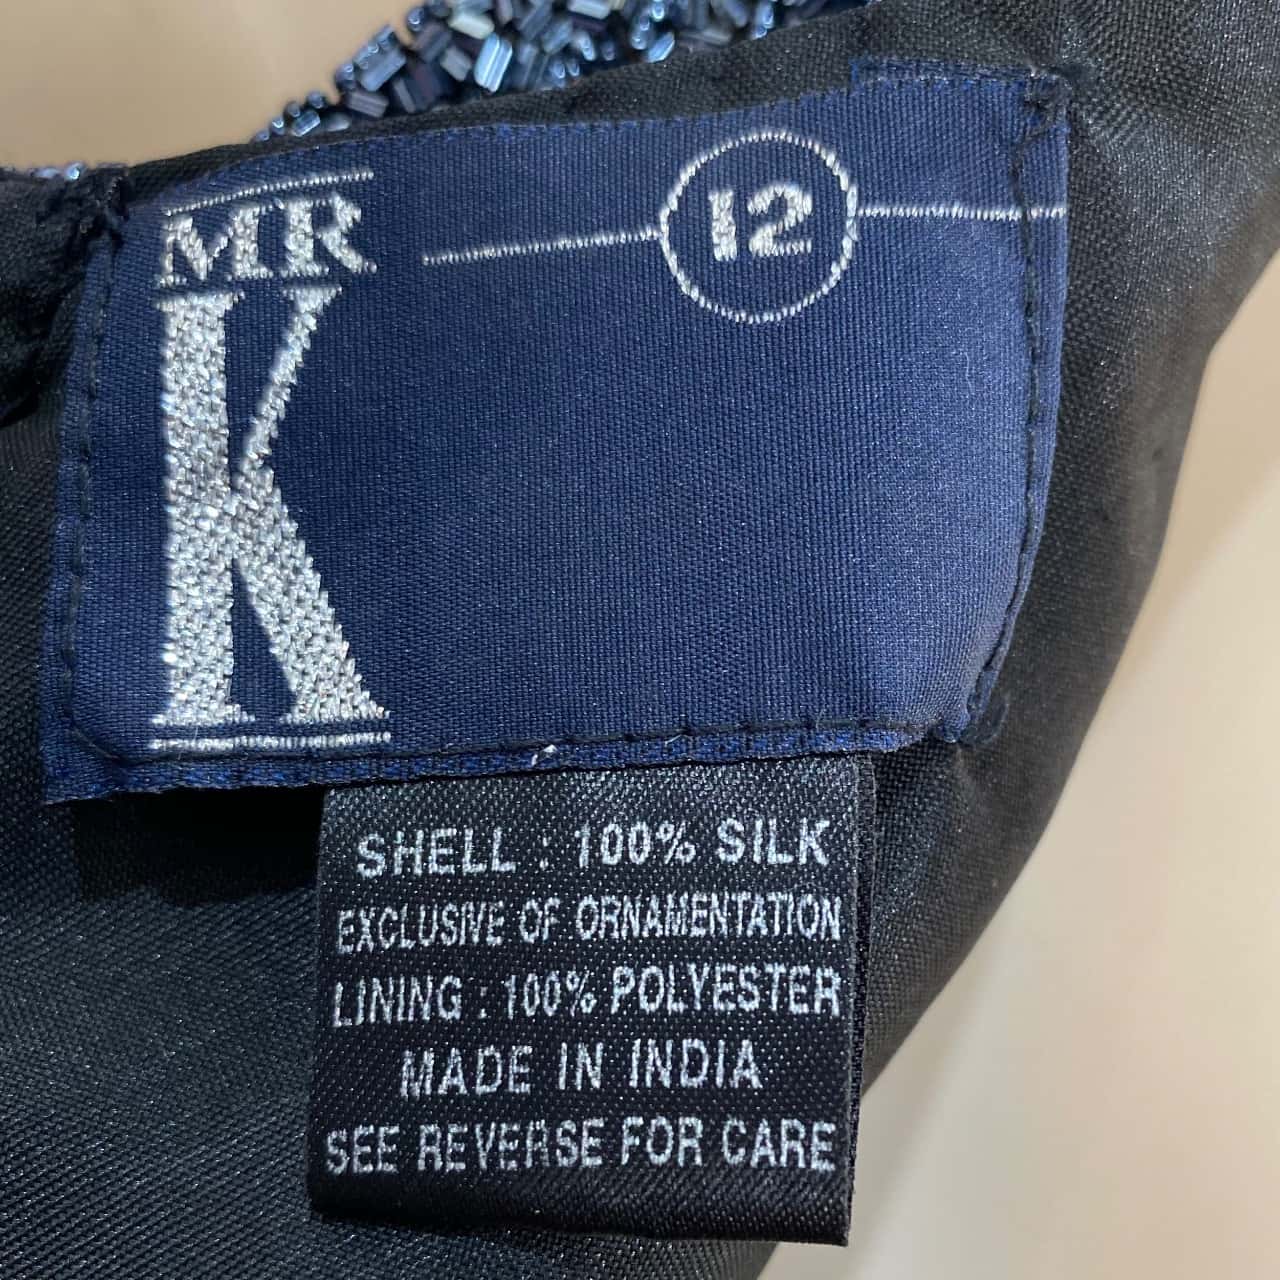 MR
K
12
SHELL : 100% SILK
EXCLUSIVE OF ORNAMENTATION
LINING : 100% POLYESTER
MADE IN INDIA
SEE REVERSE FOR CARE